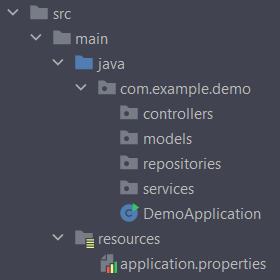 src
main
java
com.example.demo
controllers
models
repositories
services
DemoApplication
resources
application.properties